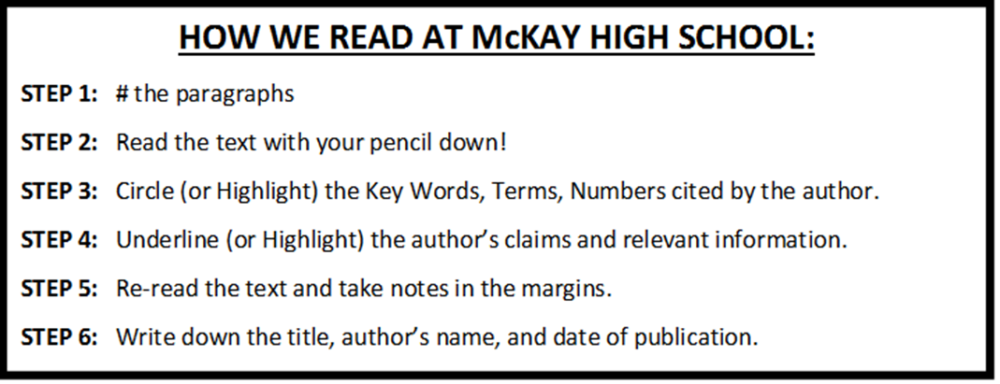 HOW WE READ AT McKAY HIGH SCHOOL:
STEP 1: # the paragraphs
STEP 2: Read the text with your pencil down!
STEP 3: Circle (or Highlight) the Key Words, Terms, Numbers cited by the author.
STEP 4: Underline (or Highlight) the author’s claims and relevant information.
STEP 5: Re-read the text and take notes in the margins.
STEP 6: Write down the title, author’s name, and date of publication.